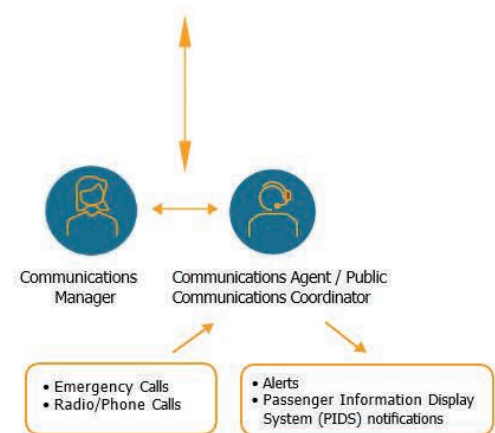 Communications
Manager
Communications Agent / Public
Communications Coordinator
• Emergency Calls
• Radio/Phone Calls
• Alerts
• Passenger Information Display
System (PIDS) notifications